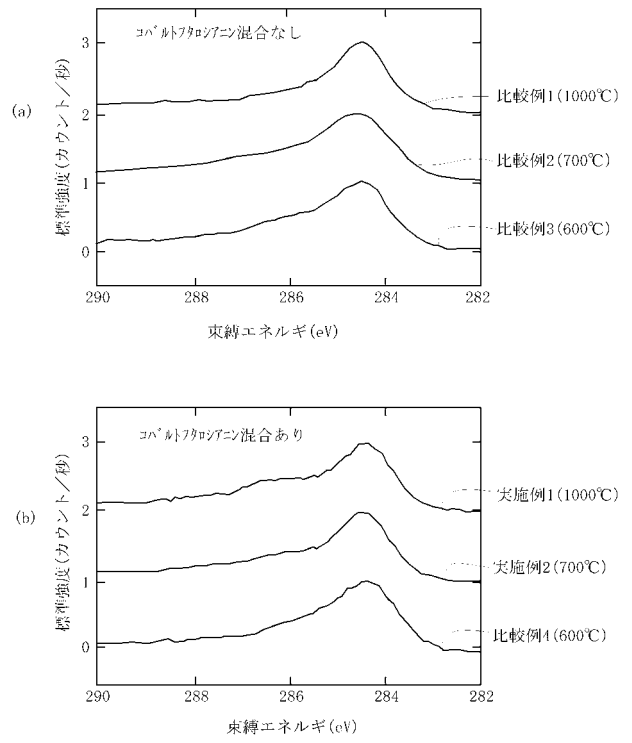 (a)
コバルトフタロシアニン混合なし
標準強度(カウント／秒)
3
2
1
0
比較例1(1000℃)
比較例2(700℃)
比較例3(600℃)
290
288
286
284
282
束縛エネルギ(eV)
(b)
コバルトフタロシアニン混合あり
標準強度(カウント／秒)
3
2
1
0
実施例1(1000℃)
実施例2(700℃)
比較例4(600℃)
290
288
286
284
282
束縛エネルギ(eV)